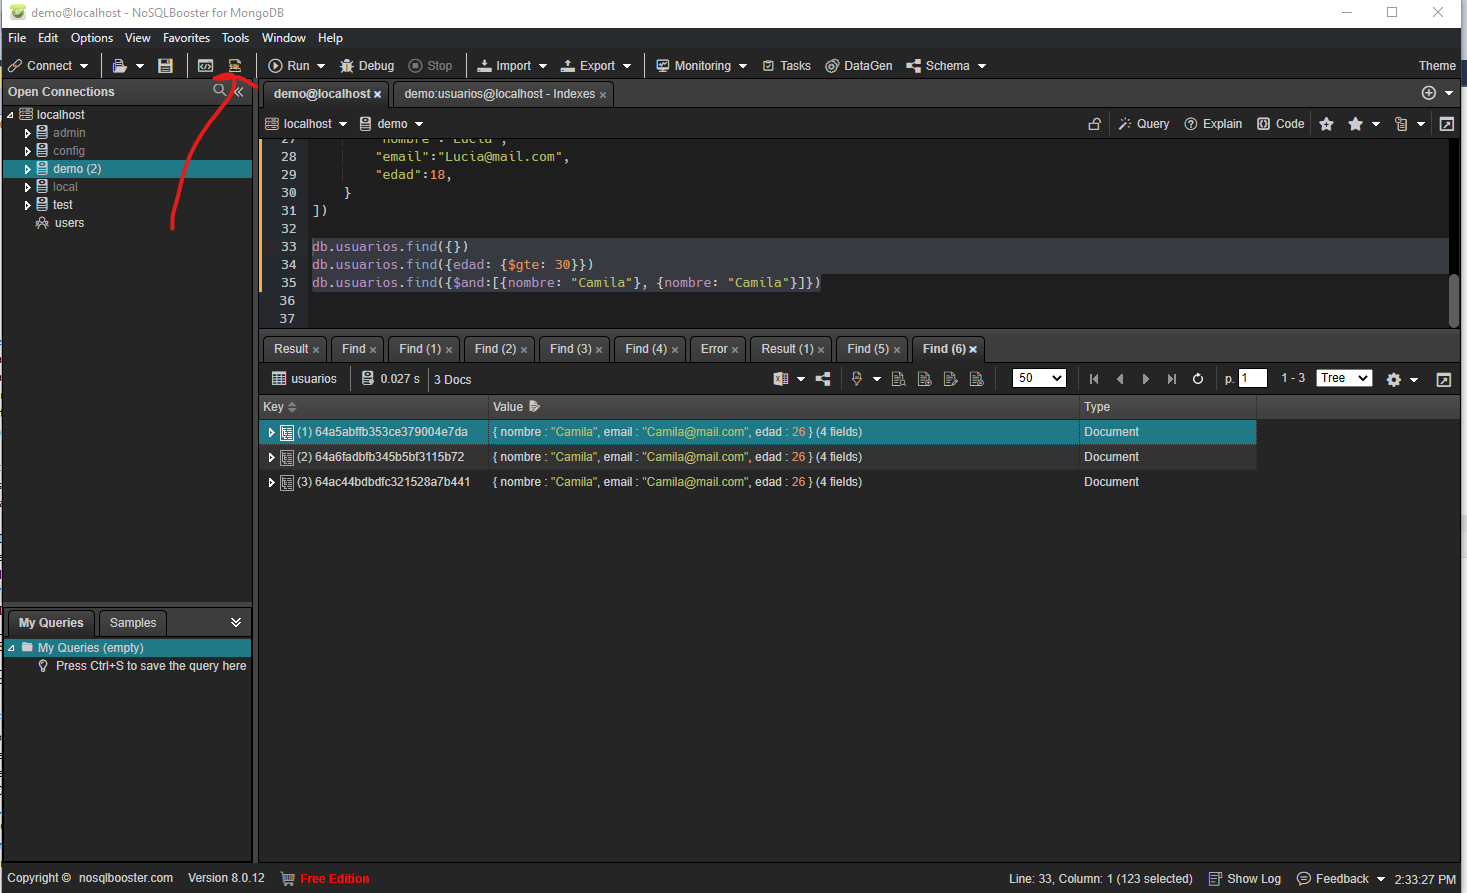 demo@localhost - NoSQLBooster for MongoDB
File Edit Options View Favorites Tools Window Help
Connect SQL Run Debug Stop Import Export Monitoring Tasks DataGen Schema Theme
Open Connections
localhost
admin
config
demo (2)
local
test
users
demo@localhost × demo:usuarios@localhost - Indexes ×
localhost demo Query Explain Code
27 "nombre":"Lucia",
28 "email":"Lucia@mail.com",
29 "edad":18,
30 }
31 ])
32
33 db.usuarios.find({})
34 db.usuarios.find({edad: {$gte: 30}})
35 db.usuarios.find({$and:[{nombre: "Camila"}, {nombre: "Camila"}]})
36
37
Result × Find × Find (1) × Find (2) × Find (3) × Find (4) × Error × Result (1) × Find (5) × Find (6) ×
usuarios 0.027 s 3 Docs 50 p. 1 1 - 3 Tree
Key Value Type
(1) 64a5abffb353ce379004e7da { nombre : "Camila", email : "Camila@mail.com", edad : 26 } (4 fields) Document
(2) 64a6fadbfb345b5bf3115b72 { nombre : "Camila", email : "Camila@mail.com", edad : 26 } (4 fields) Document
(3) 64ac44bdbdfc321528a7b441 { nombre : "Camila", email : "Camila@mail.com", edad : 26 } (4 fields) Document
My Queries Samples
My Queries (empty)
Press Ctrl+S to save the query here
Copyright © nosqlbooster.com Version 8.0.12 Free Edition Line: 33, Column: 1 (123 selected) Show Log Feedback 2:33:27 PM